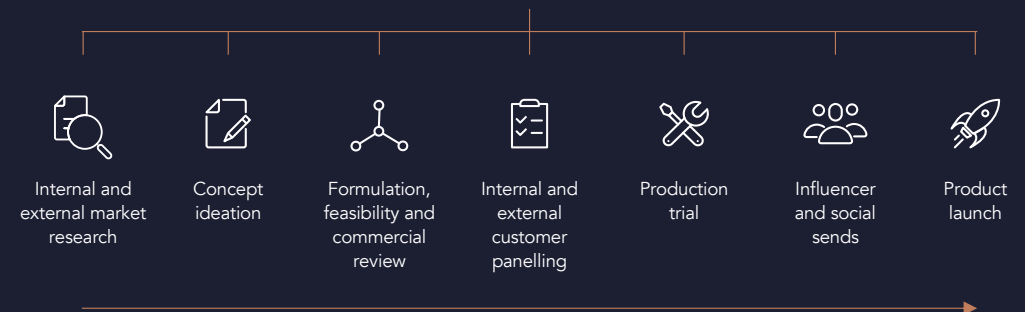 Internal and
external market
research
Concept
ideation
Formulation,
feasibility and
commercial
review
Internal and
external
customer
panelling
Production
trial
Influencer
and social
sends
Product
launch